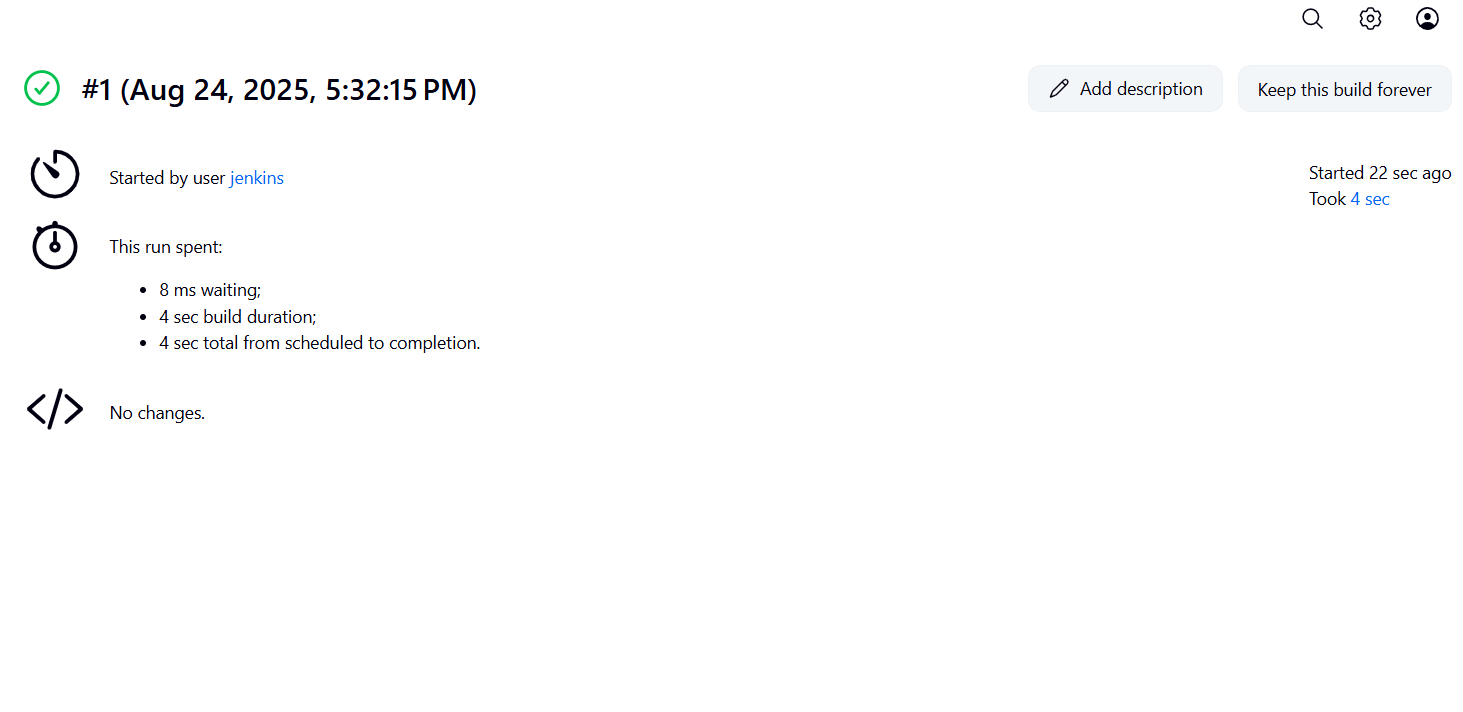 #1 (Aug 24, 2025, 5:32:15 PM)
Add description
Keep this build forever
Started by user jenkins
Started 22 sec ago
Took 4 sec
This run spent:
8 ms waiting;
4 sec build duration;
4 sec total from scheduled to completion.
No changes.